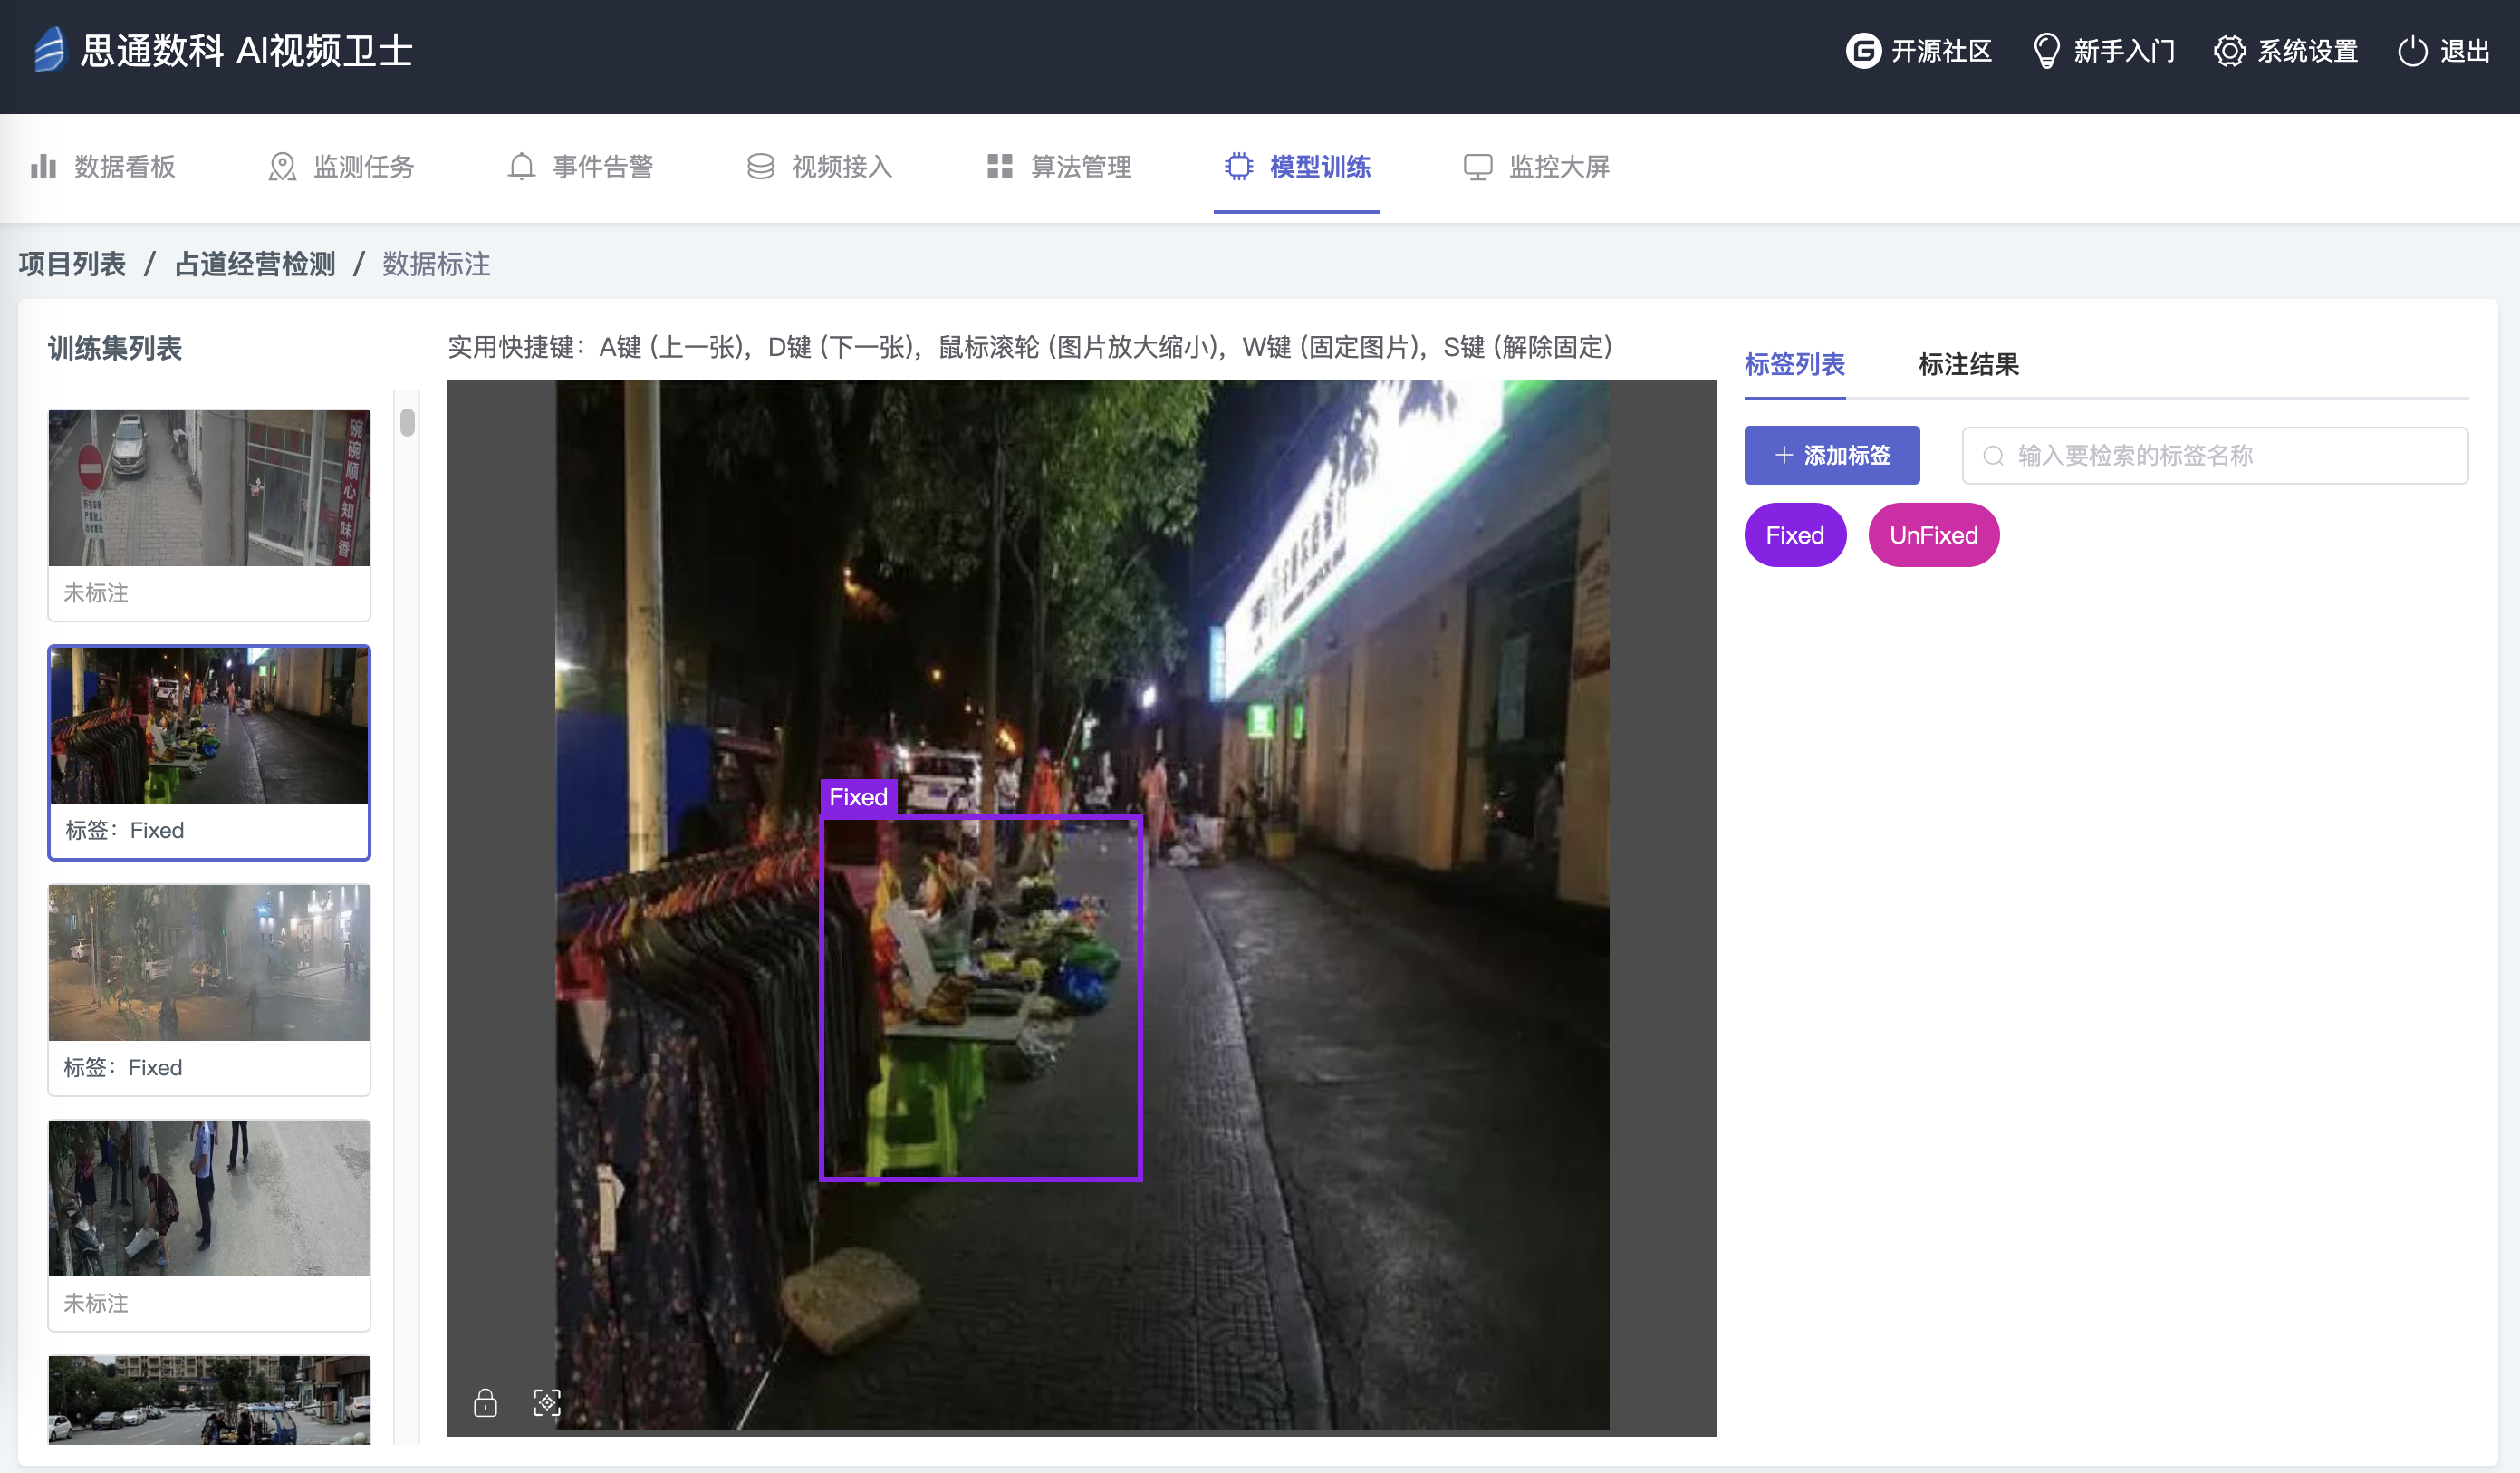 思通数科 AI视频卫士
开源社区
新手入门
系统设置
退出
数据看板
监测任务
事件告警
视频接入
算法管理
模型训练
监控大屏
项目列表 / 占道经营检测 / 数据标注
训练集列表
碗碗顺心知味香
未标注
标签：Fixed
标签：Fixed
未标注
实用快捷键：A键 (上一张)，D键 (下一张)，鼠标滚轮 (图片放大缩小)，W键 (固定图片)，S键 (解除固定)
Fixed
标签列表
标注结果
添加标签
输入要检索的标签名称
Fixed
UnFixed